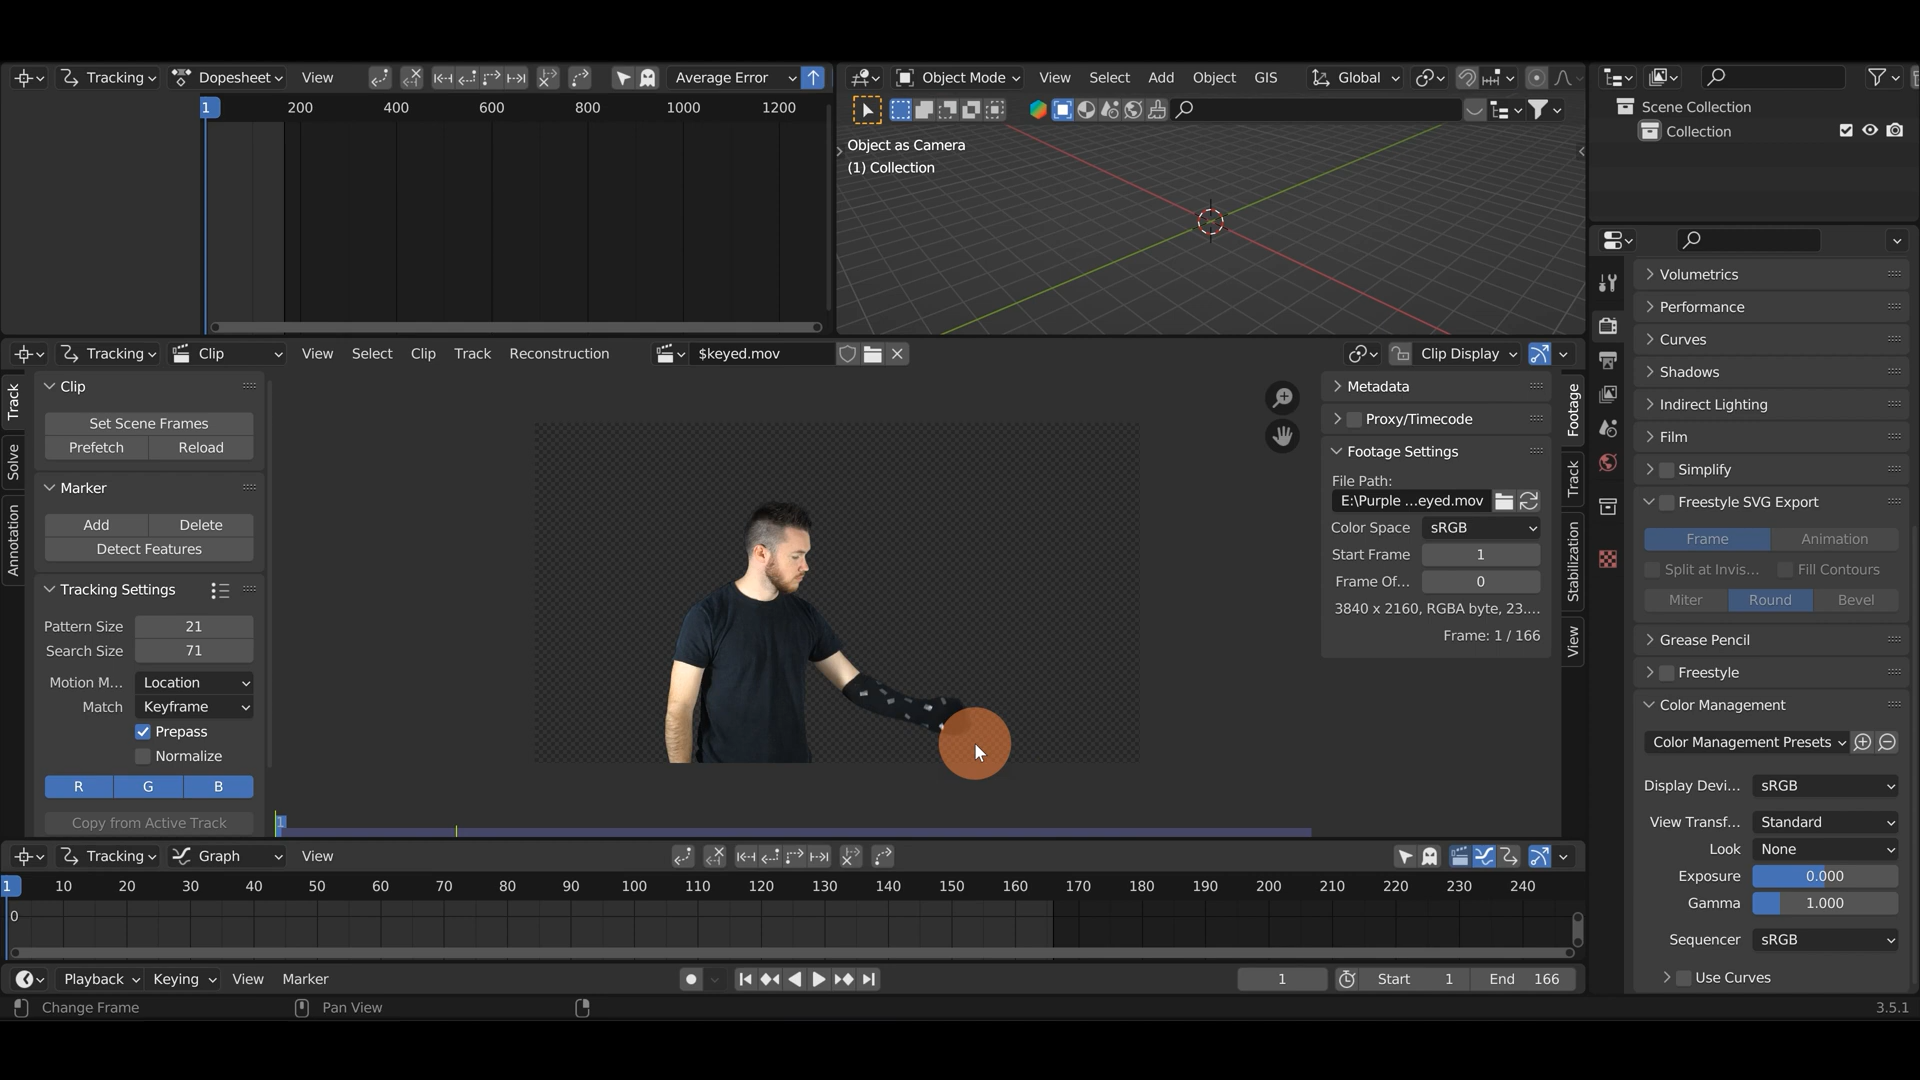 Tracking Dopesheet View Average Error
1 200 400 600 800 1000 1200
Object Mode View Select Add Object GIS Global
Object as Camera
(1) Collection
Scene Collection
Collection
Tracking Clip View Select Clip Track Reconstruction $keyed.mov Clip Display
Track
Solve
Annotation
Clip
Set Scene Frames
Prefetch Reload
Marker
Add Delete
Detect Features
Tracking Settings
Pattern Size 21
Search Size 71
Motion M... Location
Match Keyframe
Prepass
Normalize
R G B
Copy from Active Track
1
Metadata
Proxy/Timecode
Footage Settings
File Path:
E:\Purple ...eyed.mov
Color Space sRGB
Start Frame 1
Frame Of... 0
3840 x 2160, RGBA byte, 23....
Frame: 1 / 166
Footage
Track
Stabilization
View
Volumetrics
Performance
Curves
Shadows
Indirect Lighting
Film
Simplify
Freestyle SVG Export
Frame Animation
Split at Invis... Fill Contours
Miter Round Bevel
Grease Pencil
Freestyle
Color Management
Color Management Presets
Display Devi... sRGB
View Transf... Standard
Look None
Exposure 0.000
Gamma 1.000
Sequencer sRGB
Use Curves
Tracking Graph View
1 10 20 30 40 50 60 70 80 90 100 110 120 130 140 150 160 170 180 190 200 210 220 230 240
0
Playback Keying View Marker 1 Start 1 End 166
Change Frame Pan View 3.5.1